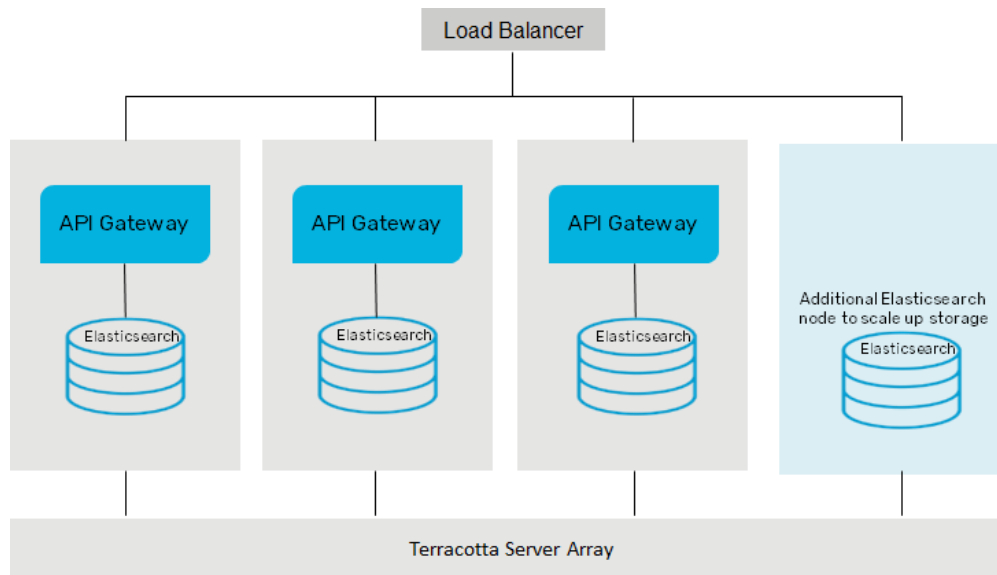 Load Balancer
API Gateway
API Gateway
API Gateway
Additional Elasticsearch
node to scale up storage
Elasticsearch
Elasticsearch
Elasticsearch
Elasticsearch
Terracotta Server Array